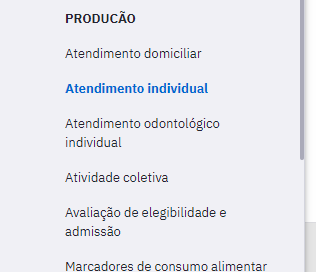 PRODUCÃO
Atendimento domiciliar
Atendimento individual
Atendimento odontológico
individual
Atividade coletiva
Avaliação de elegibilidade e
admissão
Marcadores de consumo alimentar